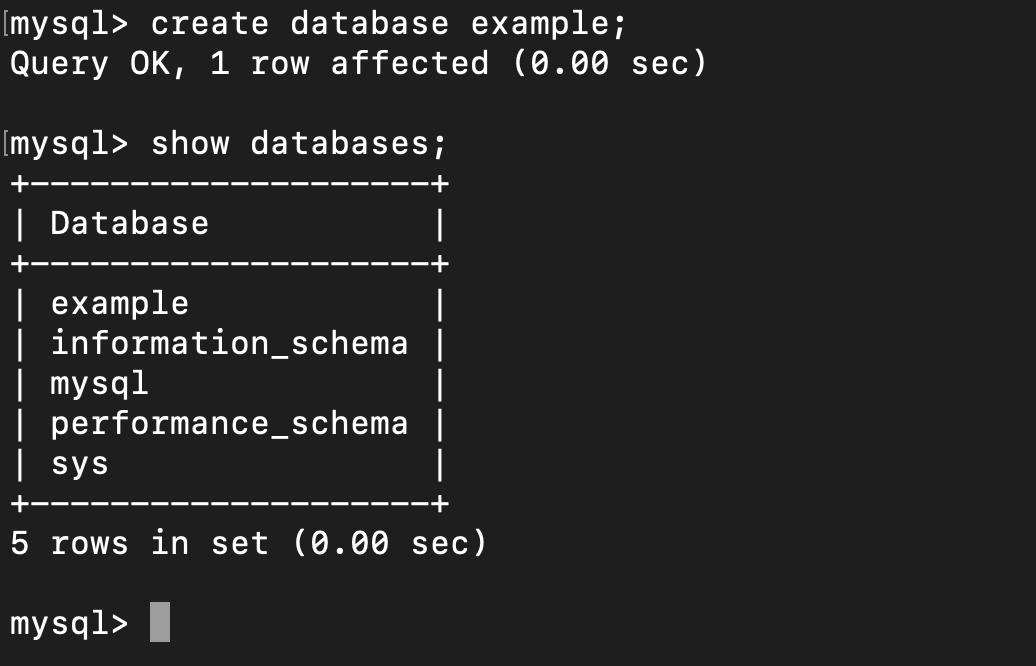 mysql> create database example;
Query OK, 1 row affected (0.00 sec)
mysql> show databases;
+--------------------+
| Database           |
+--------------------+
| example            |
| information_schema |
| mysql              |
| performance_schema |
| sys                |
+--------------------+
5 rows in set (0.00 sec)
mysql>